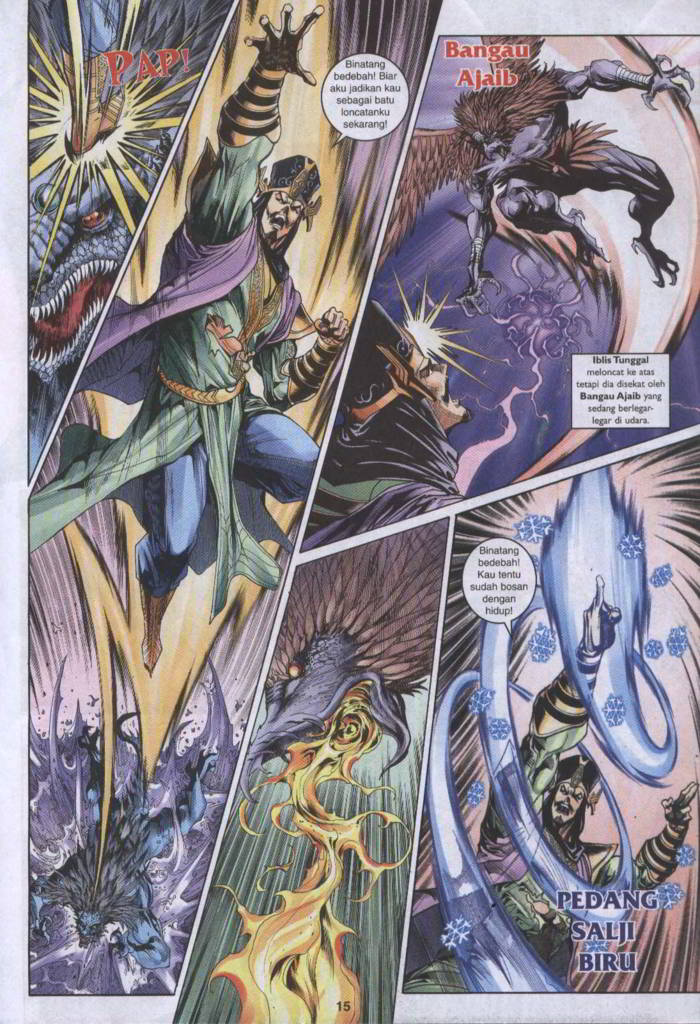 PAP!
Binatang
bedebah! Biar
aku jadikan kau
sebagai batu
loncatanku
sekarang!
Bangau
Ajaib
Iblis Tunggal
meloncat ke atas
tetapi dia disekat oleh
Bangau Ajaib yang
sedang berlegar-
legar di udara.
Binatang
bedebah!
Kau tentu
sudah bosan
dengan
hidup!
PEDANG
SALJI
BIRU
15